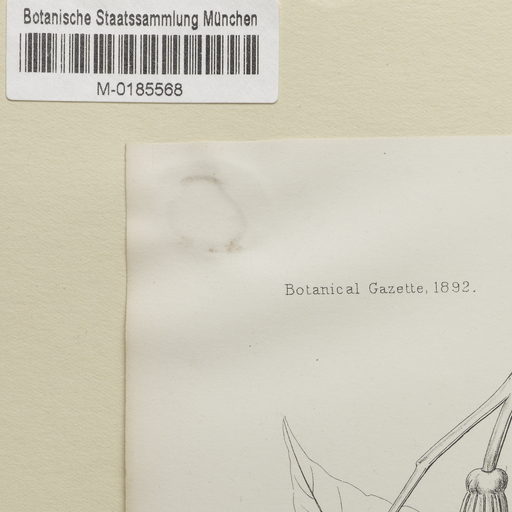 Botanische Staatssammlung München
M-0185568
Botanical Gazette, 1892.